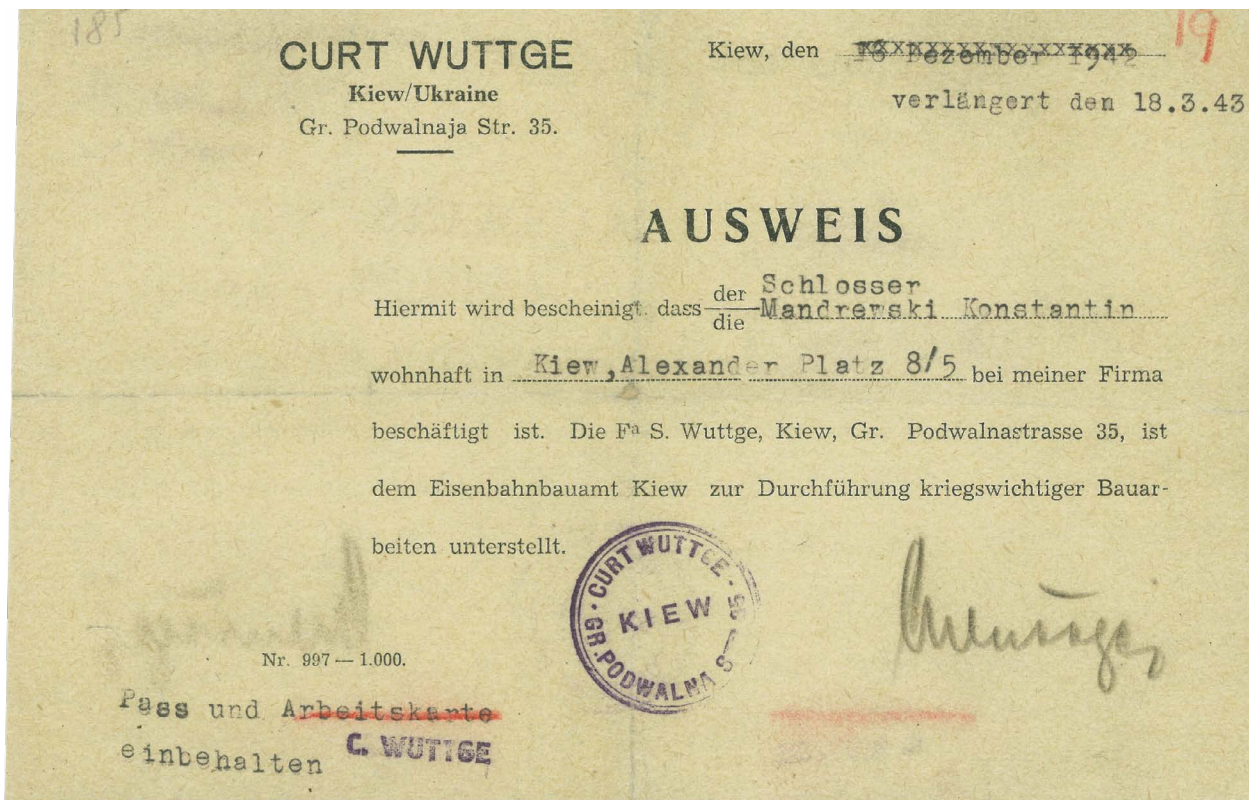 185
19
CURT WUTTGE
Kiew/Ukraine
Gr. Podwalnaja Str. 35.
Kiew, den 16 Dezember 1942
verlängert den 18.3.43
AUSWEIS
Hiermit wird bescheinigt dass der/die Schlosser
Mandrewski Konstantin
wohnhaft in Kiew, Alexander Platz 8/5 bei meiner Firma
beschäftigt ist. Die Fa S. Wuttge, Kiew, Gr. Podwalnastrasse 35, ist
dem Eisenbahnbauamt Kiew zur Durchführung kriegswichtiger Bauar-
beiten unterstellt.
CURT WUTTGE
KIEW
GR. PODWALNA S 35
Nr. 997 — 1.000.
Pass und Arbeitskarte
einbehalten
C. WUTTGE